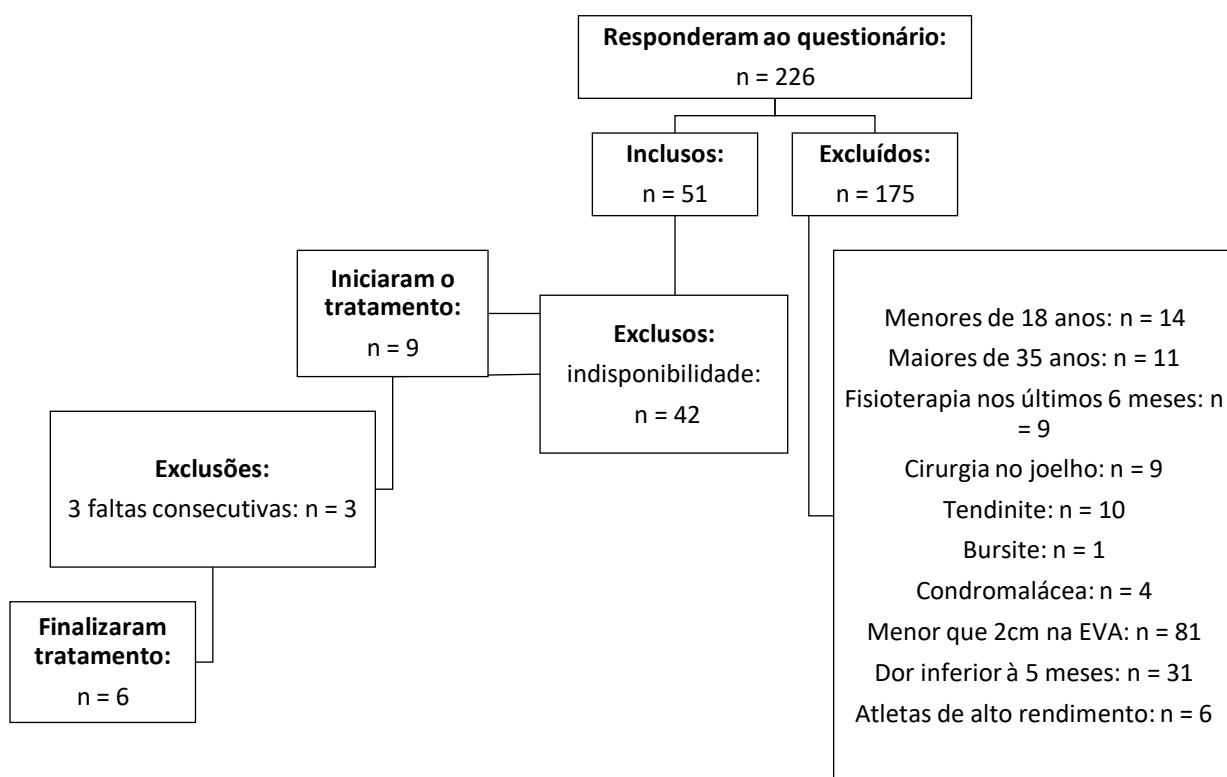 Responderam ao questionário:
n = 226
Inclusos:
n = 51
Excluídos:
n = 175
Iniciaram o
tratamento:
n = 9
Exclusos:
indisponibilidade:
n = 42
Exclusões:
3 faltas consecutivas: n = 3
Finalizaram
tratamento:
n = 6
Menores de 18 anos: n = 14
Maiores de 35 anos: n = 11
Fisioterapia nos últimos 6 meses: n
= 9
Cirurgia no joelho: n = 9
Tendinite: n = 10
Bursite: n = 1
Condromalácea: n = 4
Menor que 2cm na EVA: n = 81
Dor inferior à 5 meses: n = 31
Atletas de alto rendimento: n = 6